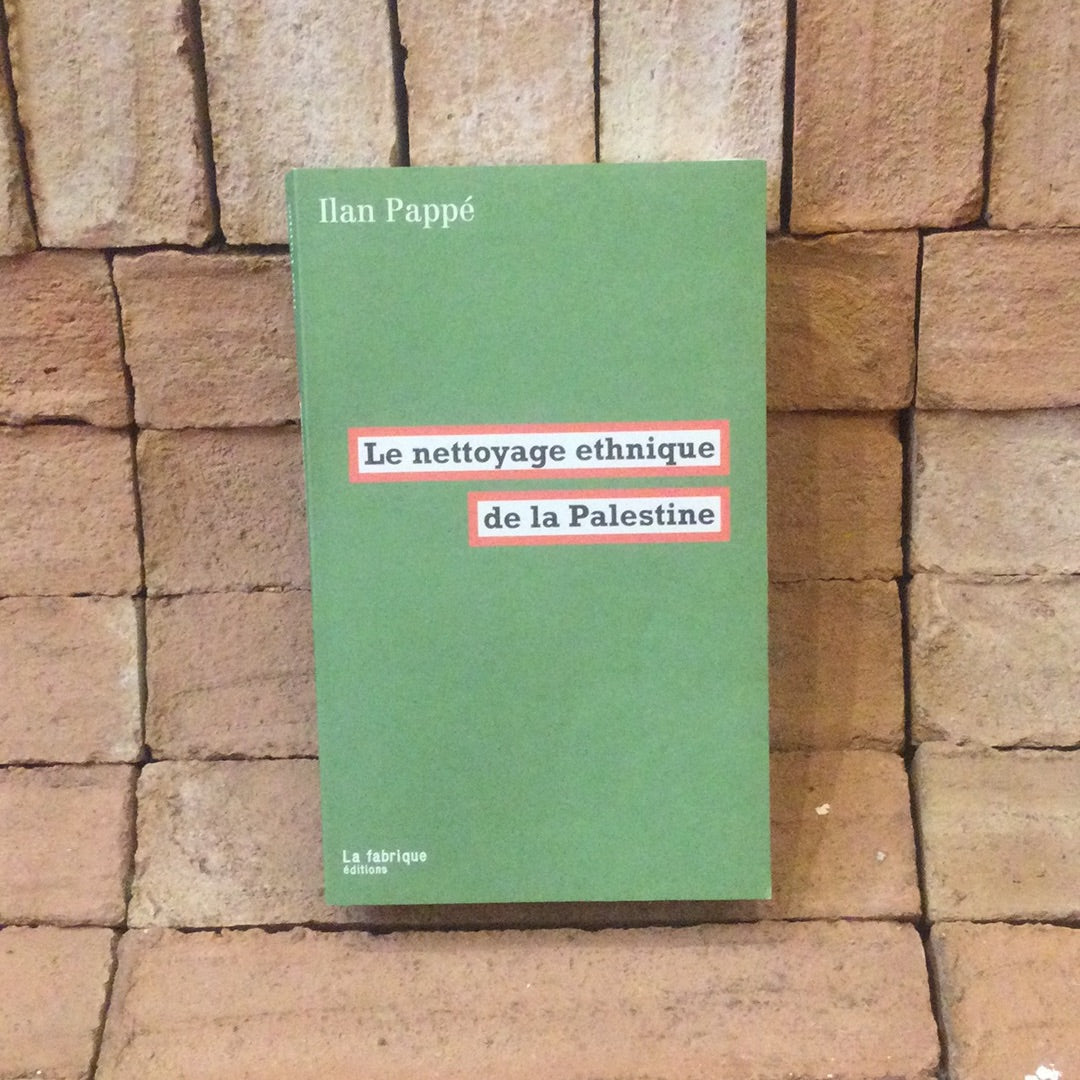 Ilan Pappé
Le nettoyage ethnique
de la Palestine
La fabrique
éditions